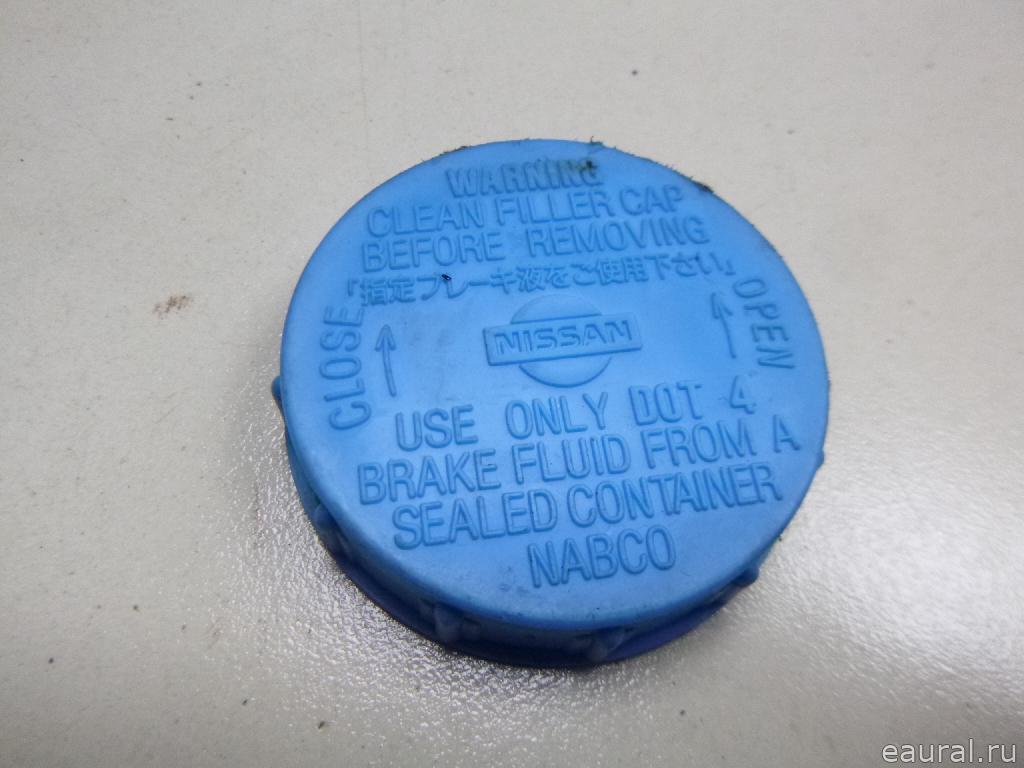 WARNING
CLEAN FILLER CAP
BEFORE REMOVING
「指定ブレーキ液をご使用下さい」
CLOSE
OPEN
NISSAN
USE ONLY DOT 4
BRAKE FLUID FROM A
SEALED CONTAINER
NABCO
eaural.ru